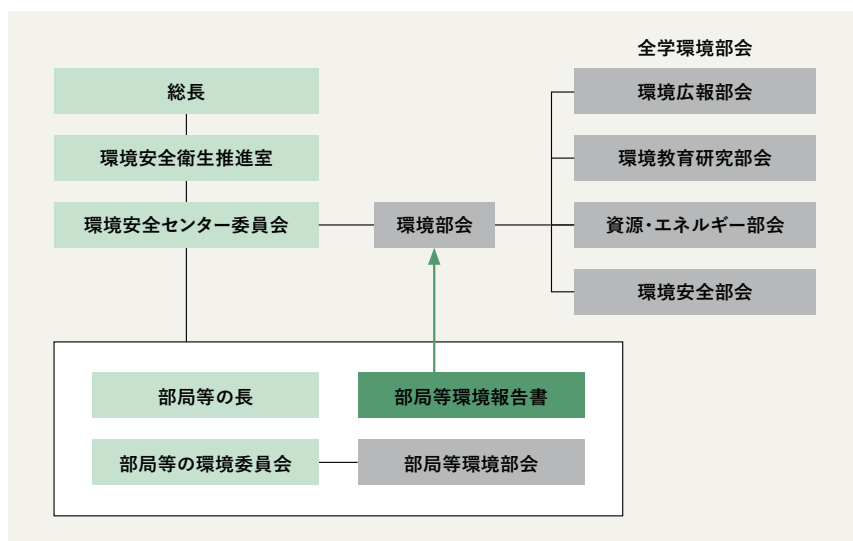 全学環境部会
総長
環境広報部会
環境安全衛生推進室
環境教育研究部会
環境安全センター委員会
環境部会
資源・エネルギー部会
環境安全部会
部局等の長
部局等環境報告書
部局等の環境委員会
部局等環境部会